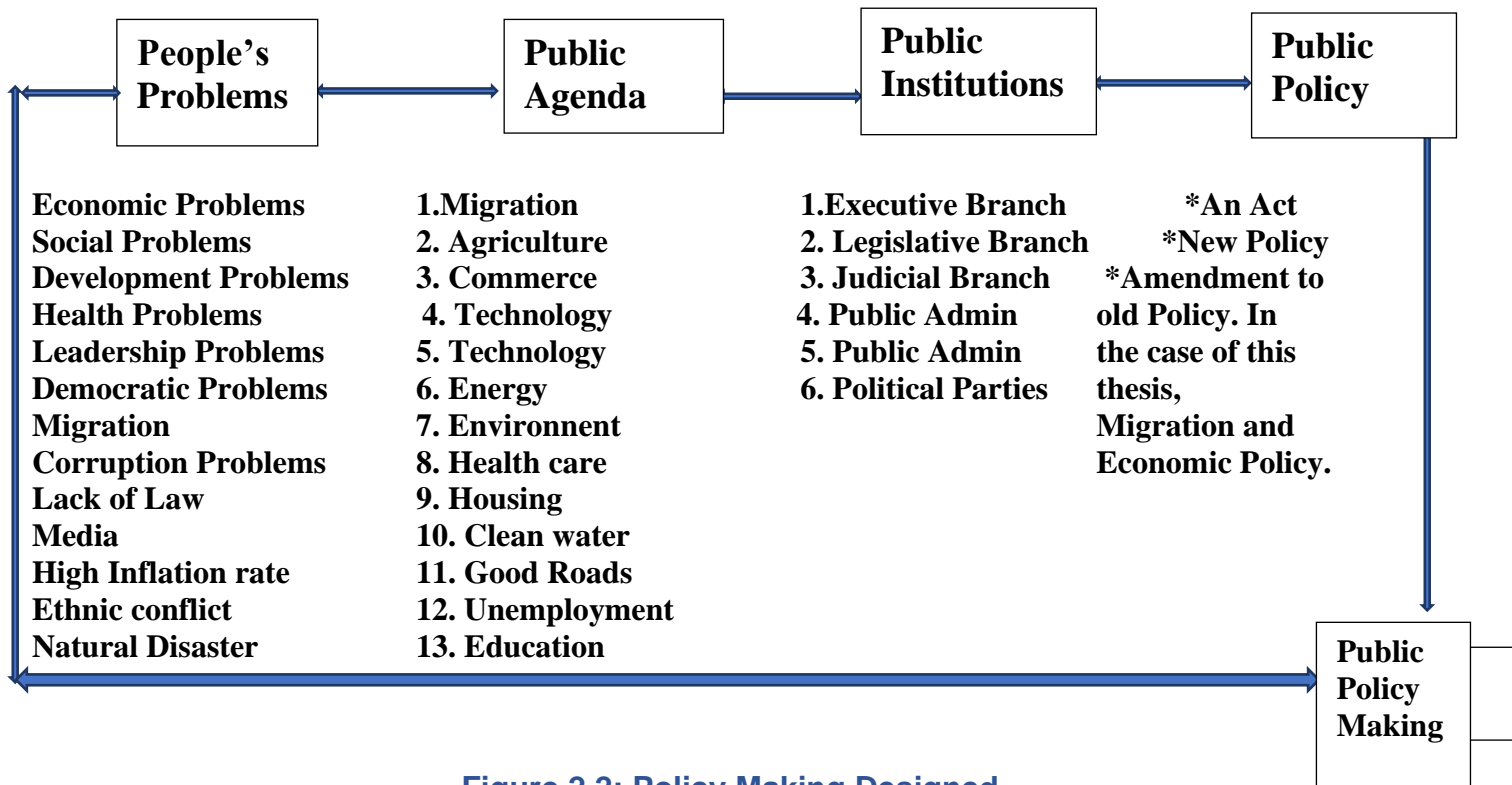 People’s
Problems
Public
Agenda
Public
Institutions
Public
Policy
Economic Problems
Social Problems
Development Problems
Health Problems
Leadership Problems
Democratic Problems
Migration
Corruption Problems
Lack of Law
Media
High Inflation rate
Ethnic conflict
Natural Disaster
1.Migration
2. Agriculture
3. Commerce
4. Technology
5. Technology
6. Energy
7. Environnent
8. Health care
9. Housing
10. Clean water
11. Good Roads
12. Unemployment
13. Education
1.Executive Branch
2. Legislative Branch
3. Judicial Branch
4. Public Admin
5. Public Admin
6. Political Parties
*An Act
*New Policy
*Amendment to
old Policy. In
the case of this
thesis,
Migration and
Economic Policy.
Public
Policy
Making
Policy Making Designed